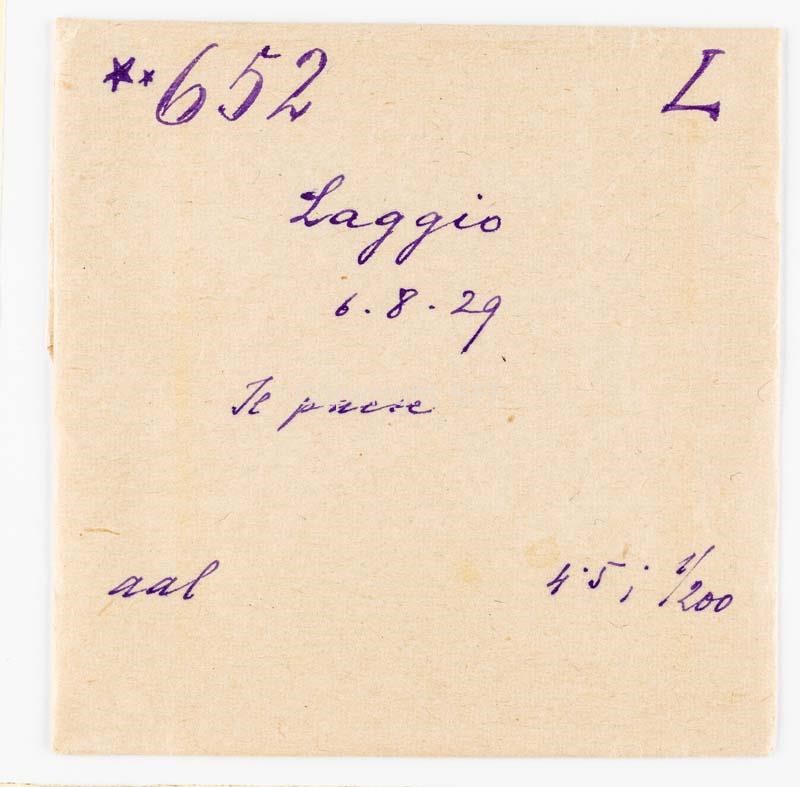 **652 L
Laggio
6.8.29
Il paese
aal 4.5; 1/200